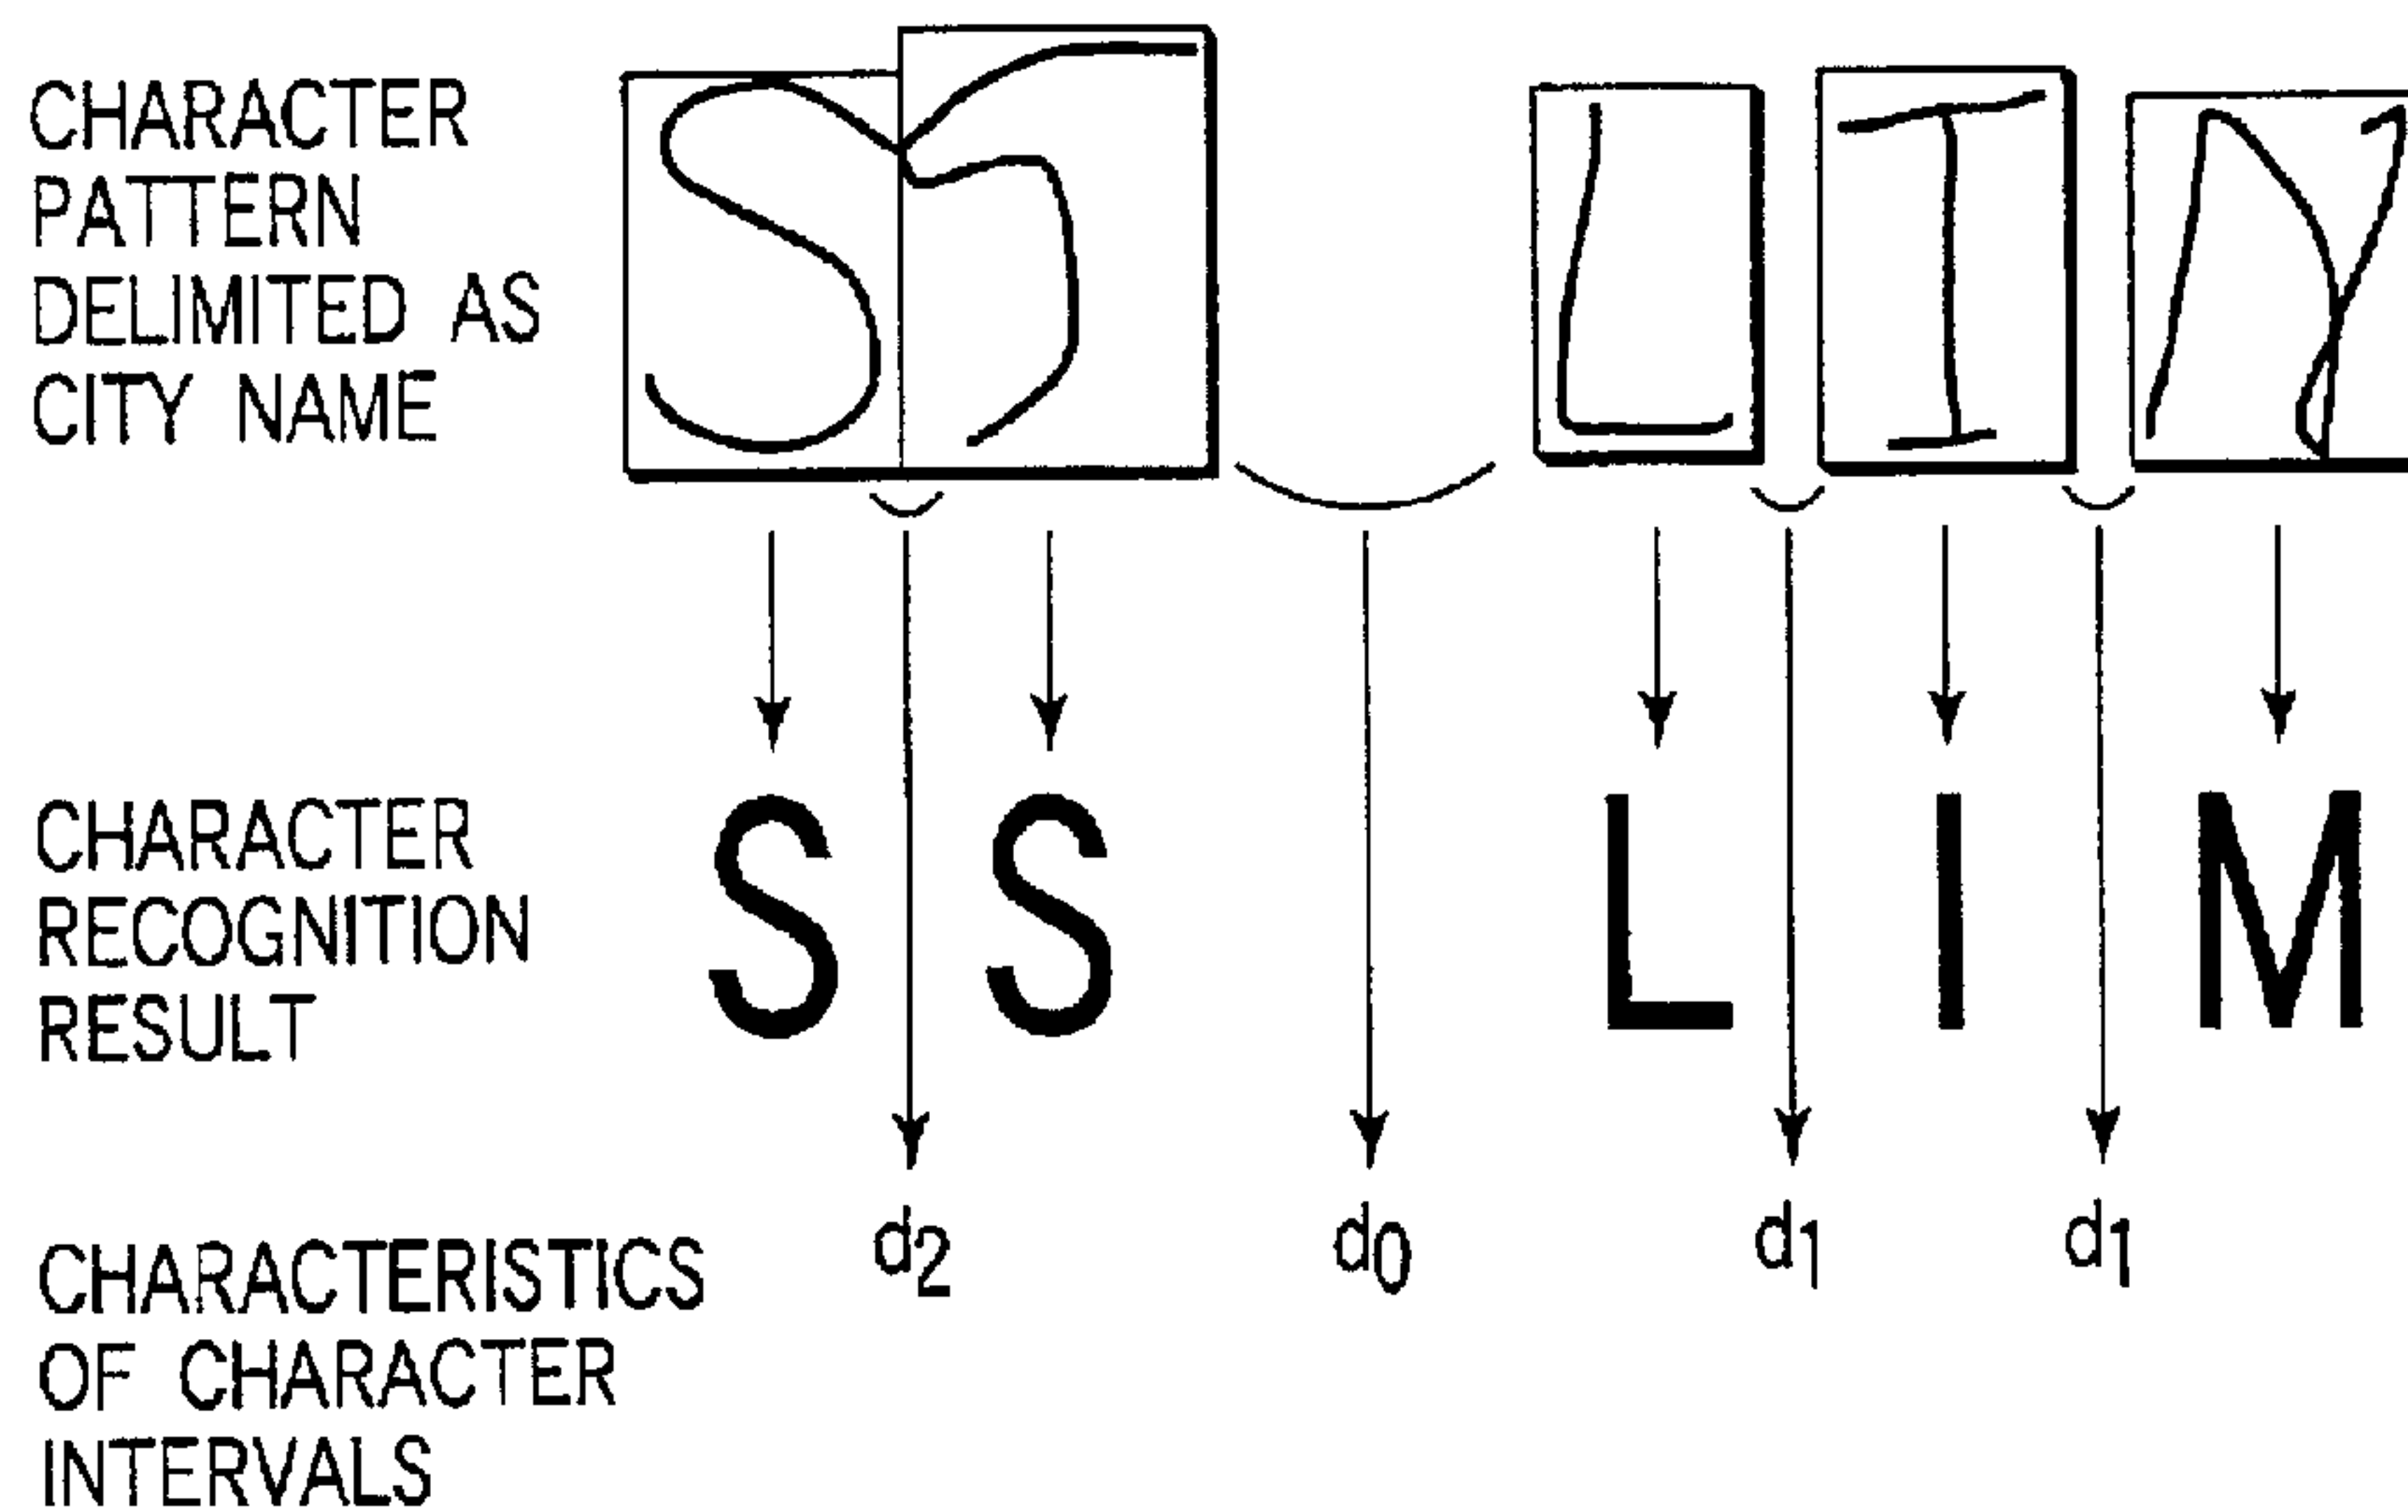 CHARACTER
PATTERN
DELIMITED AS
CITY NAME
S S L I M
CHARACTER
RECOGNITION
RESULT
S S L I M
d2 d0 d1 d1
CHARACTERISTICS
OF CHARACTER
INTERVALS